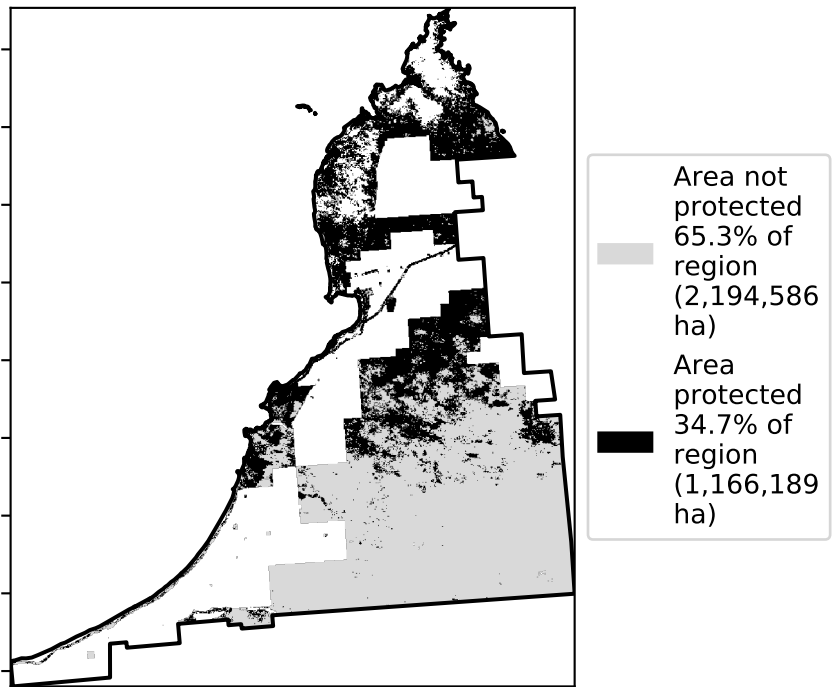 Area not
protected
65.3% of
region
(2,194,586
ha)
Area
protected
34.7% of
region
(1,166,189
ha)